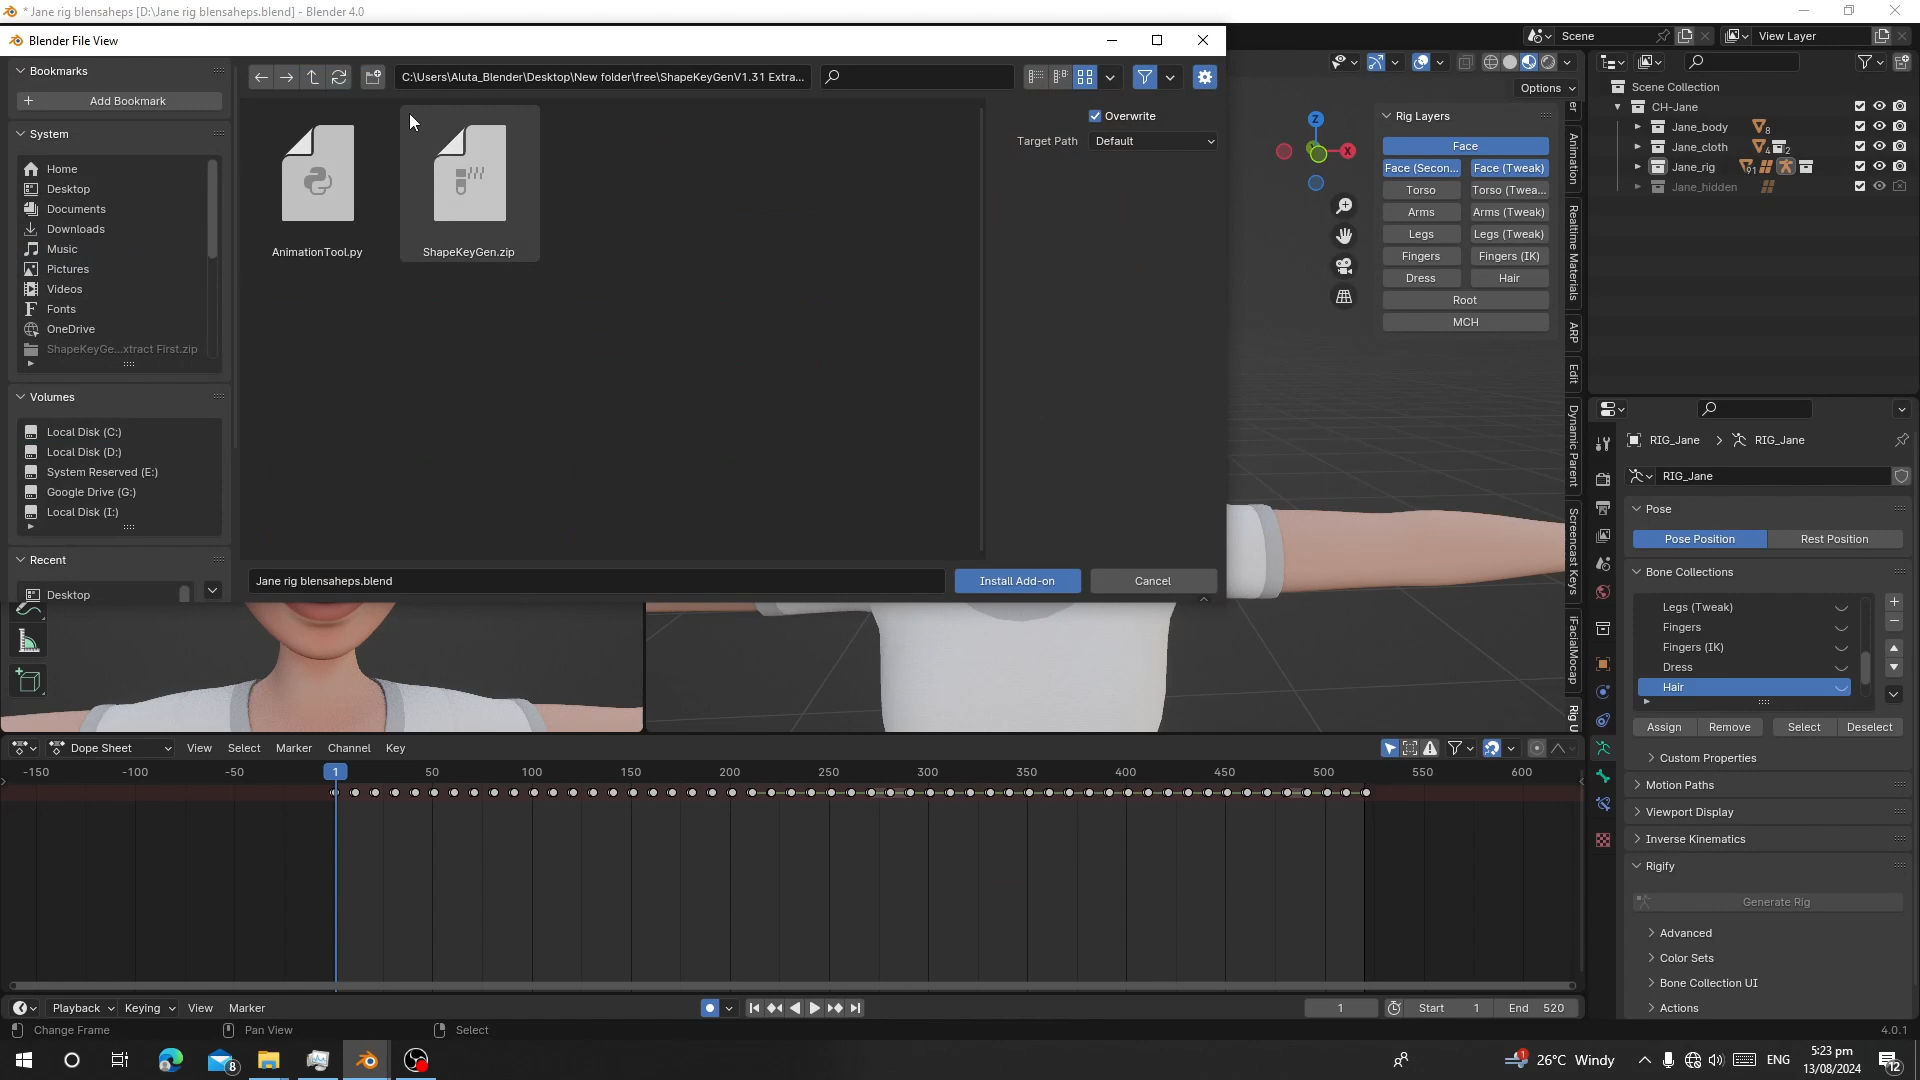 * Jane rig blensaheps [D:\Jane rig blensaheps.blend] - Blender 4.0
Blender File View
Scene
View Layer
Bookmarks
Add Bookmark
C:\Users\Aluta_Blender\Desktop\New folder\free\ShapeKeyGenV1.31 Extra...
System
Home
Desktop
Documents
Downloads
Music
Pictures
Videos
Fonts
OneDrive
ShapeKeyGe...xtract First.zip
Volumes
Local Disk (C:)
Local Disk (D:)
System Reserved (E:)
Google Drive (G:)
Local Disk (I:)
Recent
Desktop
AnimationTool.py
ShapeKeyGen.zip
Overwrite
Target Path Default
Jane rig blensaheps.blend
Install Add-on
Cancel
Options
Z
X
Rig Layers
Face
Face (Secon...
Face (Tweak)
Torso
Torso (Twea...
Arms
Arms (Tweak)
Legs
Legs (Tweak)
Fingers
Fingers (IK)
Dress
Hair
Root
MCH
er
Animation
Realtime Materials
ARP
Edit
Dynamic Parent
Screencast Keys
iFacialMocap
Rig U
Scene Collection
CH-Jane
Jane_body
8
Jane_cloth
4
2
Jane_rig
91
Jane_hidden
RIG_Jane > RIG_Jane
RIG_Jane
Pose
Pose Position
Rest Position
Bone Collections
Legs (Tweak)
Fingers
Fingers (IK)
Dress
Hair
Assign
Remove
Select
Deselect
Custom Properties
Motion Paths
Viewport Display
Inverse Kinematics
Rigify
Generate Rig
Advanced
Color Sets
Bone Collection UI
Actions
Dope Sheet
View
Select
Marker
Channel
Key
-150 -100 -50 1 50 100 150 200 250 300 350 400 450 500 550 600
Playback
Keying
View
Marker
1
Start 1
End 520
Change Frame
Pan View
Select
4.0.1
8
1
26°C Windy
ENG
5:23 pm
13/08/2024
12